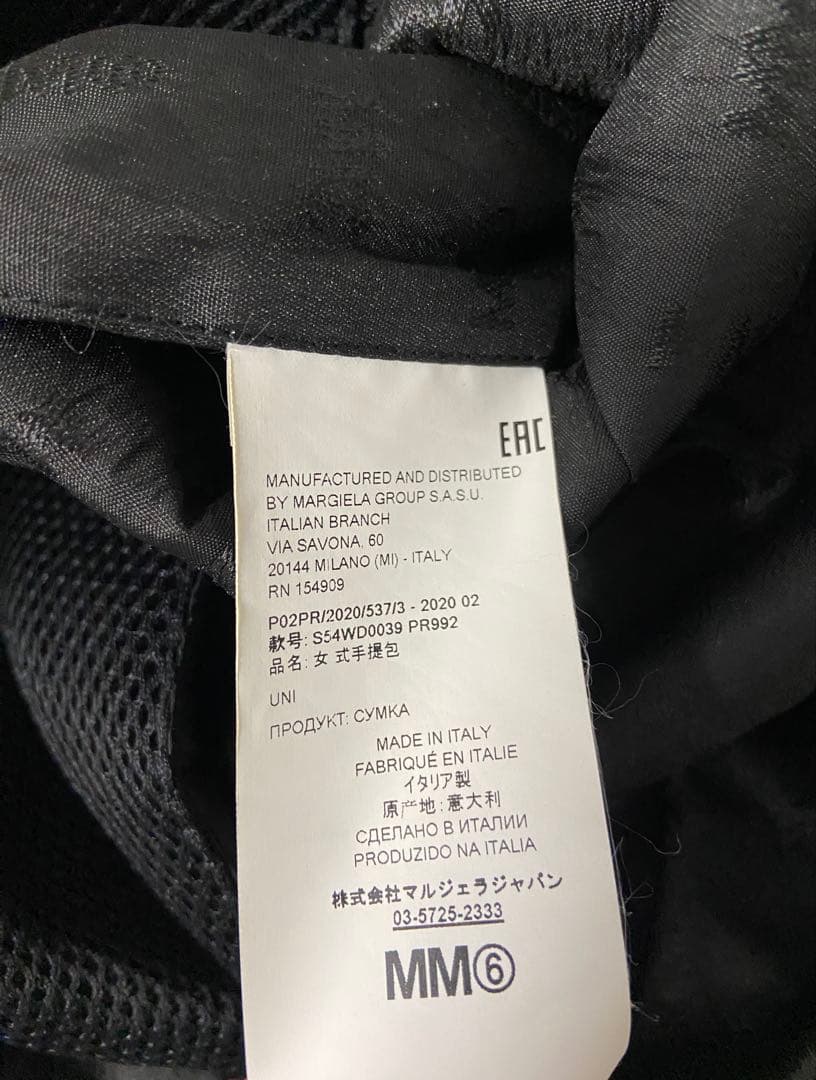 EAC
MANUFACTURED AND DISTRIBUTED
BY MARGIELA GROUP S.A.S.U.
ITALIAN BRANCH
VIA SAVONA, 60
20144 MILANO (MI) - ITALY
RN 154909
P02PR/2020/537/3 - 2020 02
款号: S54WD0039 PR992
品名: 女 式手提包
UNI
ПРОДУКТ: СУМКА
MADE IN ITALY
FABRIQUÉ EN ITALIE
イタリア製
原产地:意大利
СДЕЛАНО В ИТАЛИИ
PRODUZIDO NA ITALIA
株式会社マルジェラジャパン
03-5725-2333
MM⑥